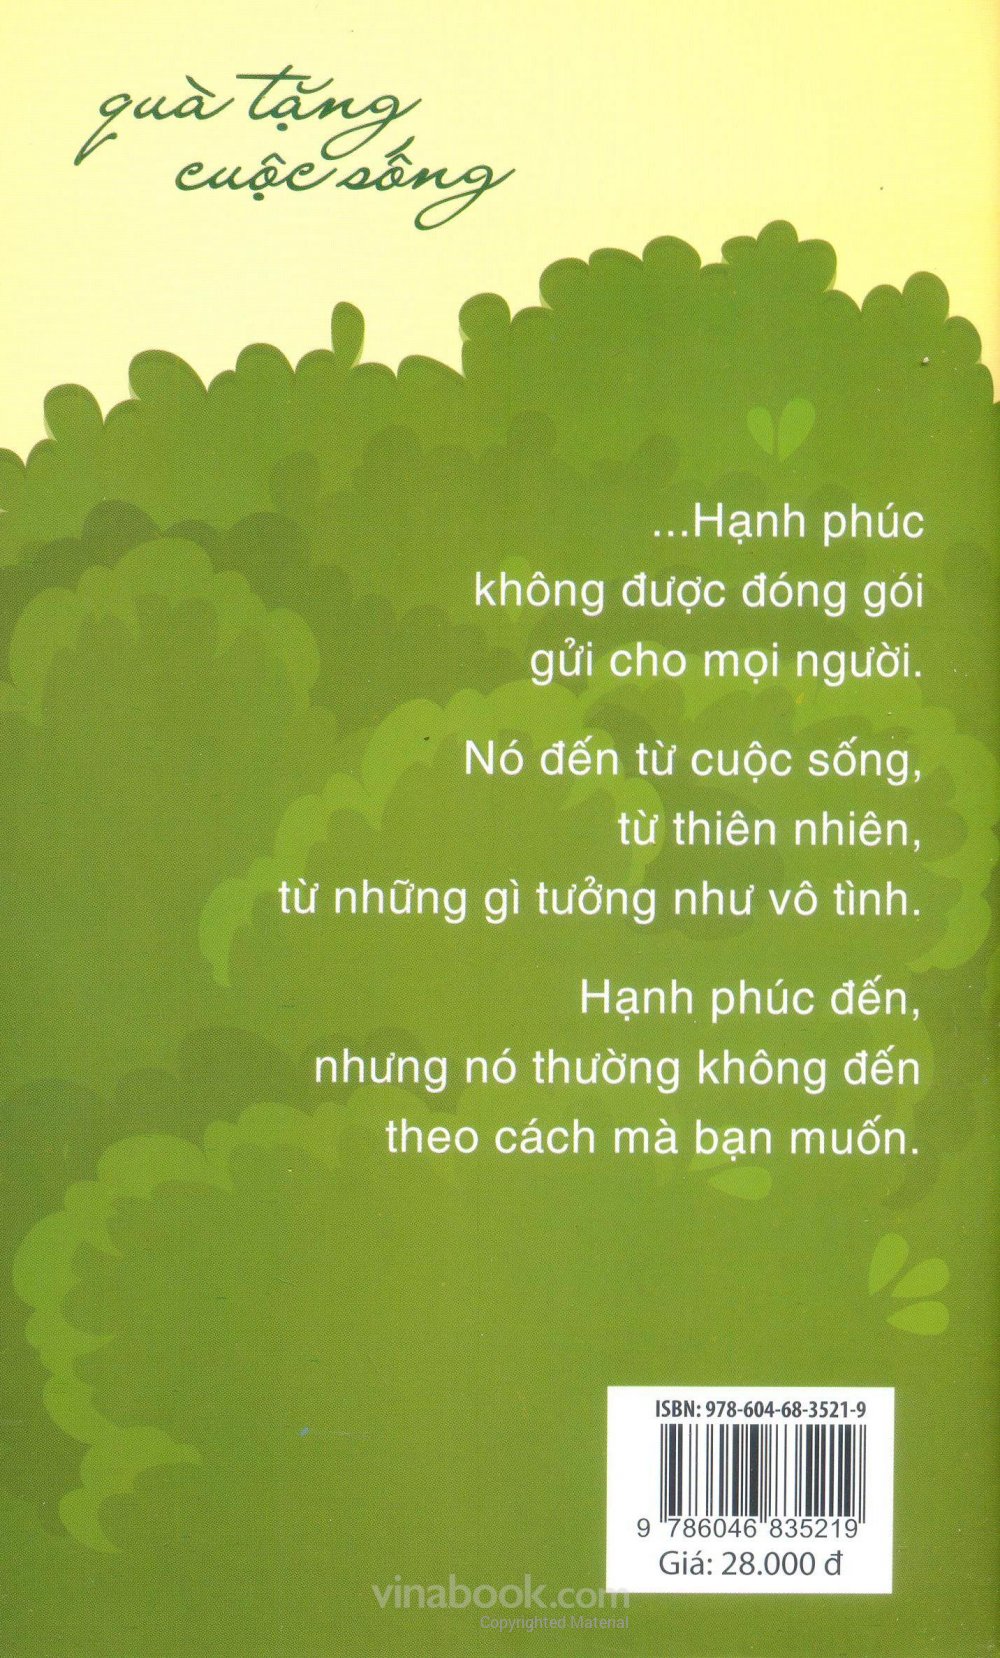 quà tặng
cuộc sống
...Hạnh phúc
không được đóng gói
gửi cho mọi người.
Nó đến từ cuộc sống,
từ thiên nhiên,
từ những gì tưởng như vô tình.
Hạnh phúc đến,
nhưng nó thường không đến
theo cách mà bạn muốn.
ISBN: 978-604-68-3521-9
9 786046 835219
Giá: 28.000 đ
vinabook.com
Copyrighted Material